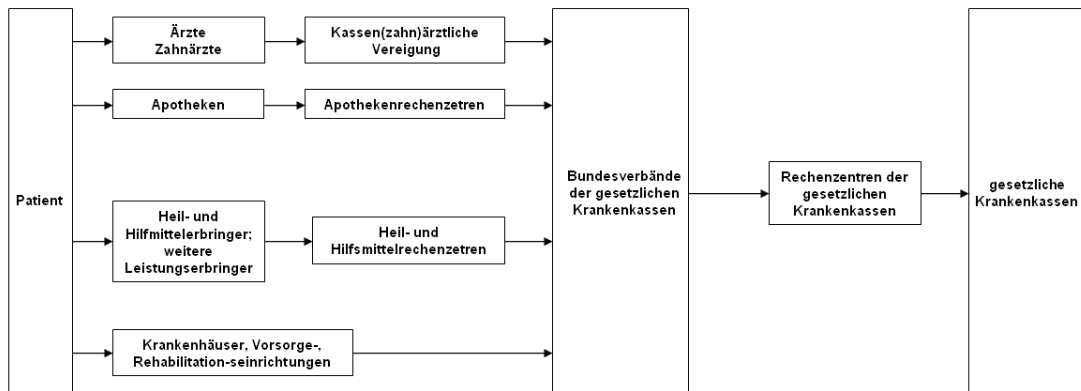 Patient
Ärzte
Zahnärzte
Kassen(zahn)ärztliche
Vereigung
Apotheken
Apothekenrechenzetren
Heil- und
Hilfmittelerbringer;
weitere
Leistungserbringer
Heil- und
Hilfsmittelrechenzetren
Krankenhäuser, Vorsorge-,
Rehabilitation-seinrichtungen
Bundesverbände
der gesetzlichen
Krankenkassen
Rechenzentren der
gesetzlichen
Krankenkassen
gesetzliche
Krankenkassen